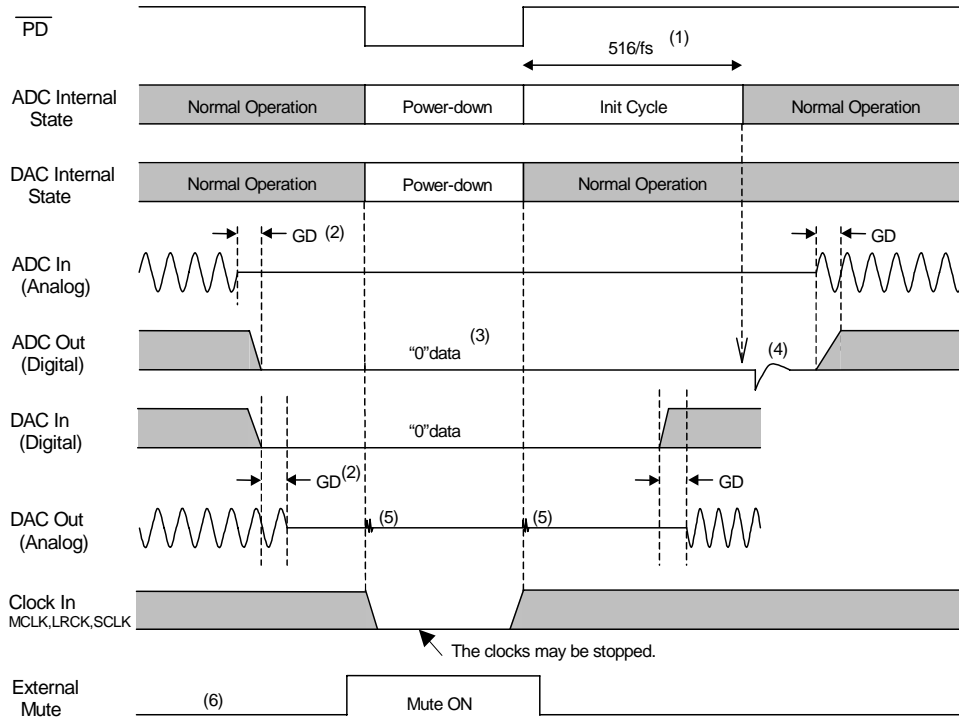 PD
516/fs (1)
ADC Internal
State
Normal Operation Power-down Init Cycle Normal Operation
DAC Internal
State
Normal Operation Power-down Normal Operation
GD (2) GD
ADC In
(Analog)
ADC Out
(Digital)
“0”data (3) (4)
DAC In
(Digital)
“0”data
GD (2) GD
DAC Out
(Analog)
(5) (5)
Clock In
MCLK,LRCK,SCLK
The clocks may be stopped.
External
Mute
(6) Mute ON